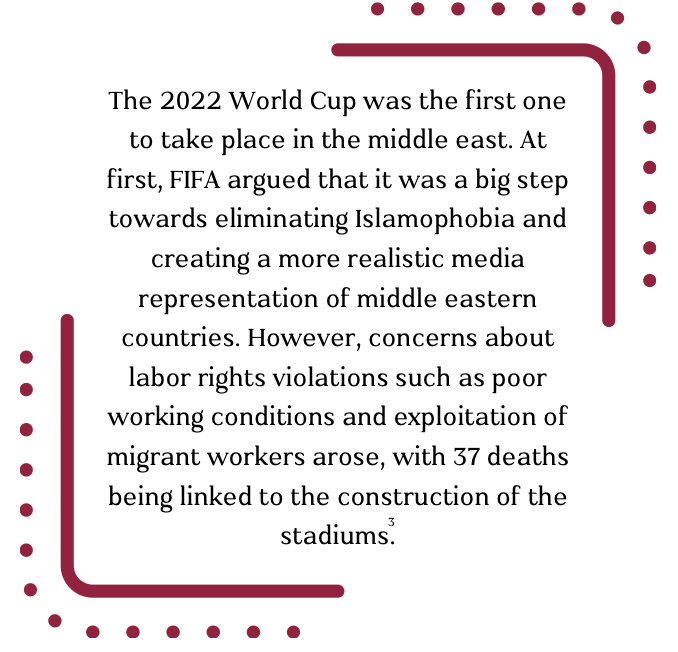 The 2022 World Cup was the first one
to take place in the middle east. At
first, FIFA argued that it was a big step
towards eliminating Islamophobia and
creating a more realistic media
representation of middle eastern
countries. However, concerns about
labor rights violations such as poor
working conditions and exploitation of
migrant workers arose, with 37 deaths
being linked to the construction of the
stadiums.³